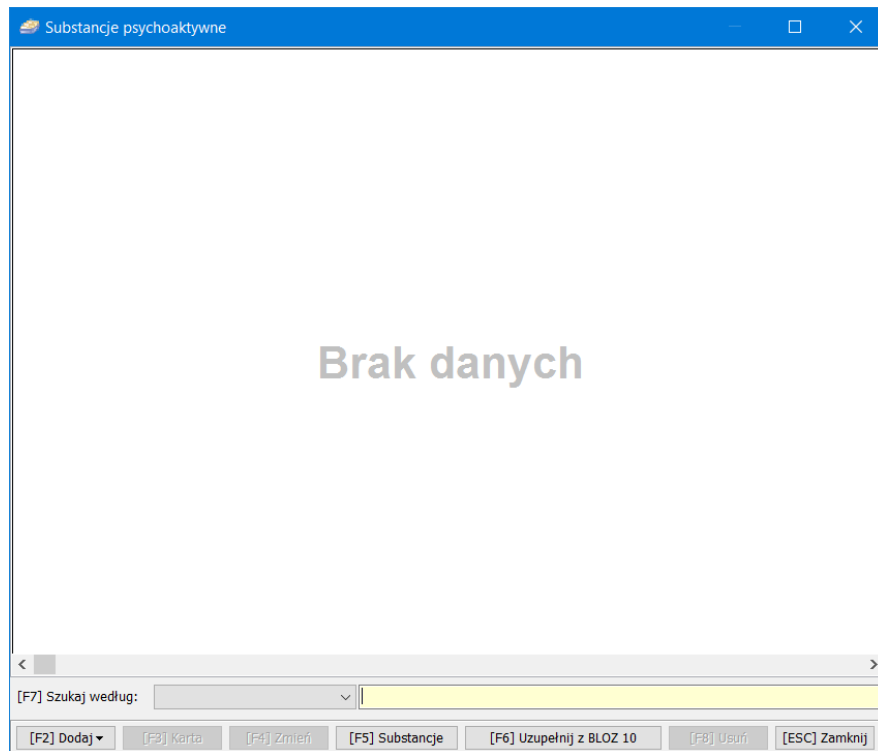 Substancje psychoaktywne
Brak danych
[F7] Szukaj według:
[F2] Dodaj [F3] Karta [F4] Zmień [F5] Substancje [F6] Uzupełnij z BLOZ 10 [F8] Usuń [ESC] Zamknij